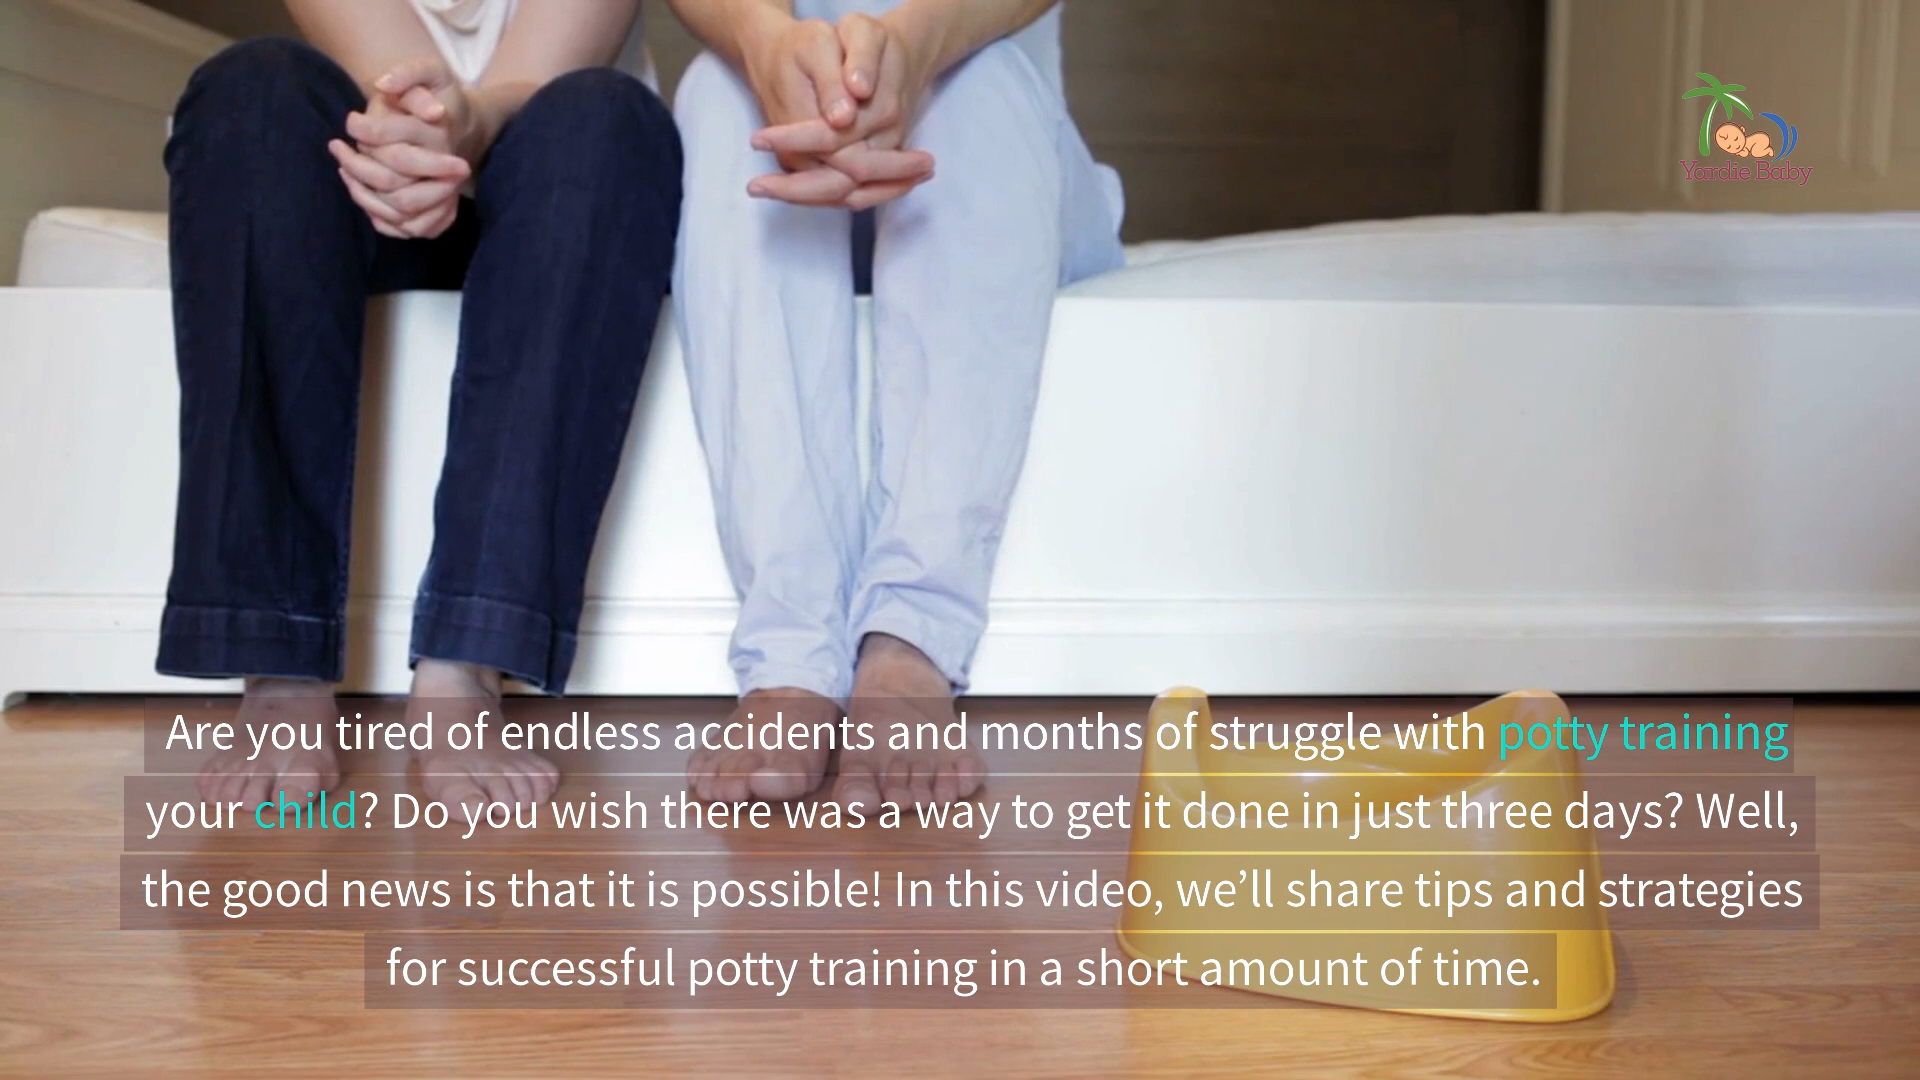 Yardie Baby
Are you tired of endless accidents and months of struggle with potty training
your child? Do you wish there was a way to get it done in just three days? Well,
the good news is that it is possible! In this video, we’ll share tips and strategies
for successful potty training in a short amount of time.